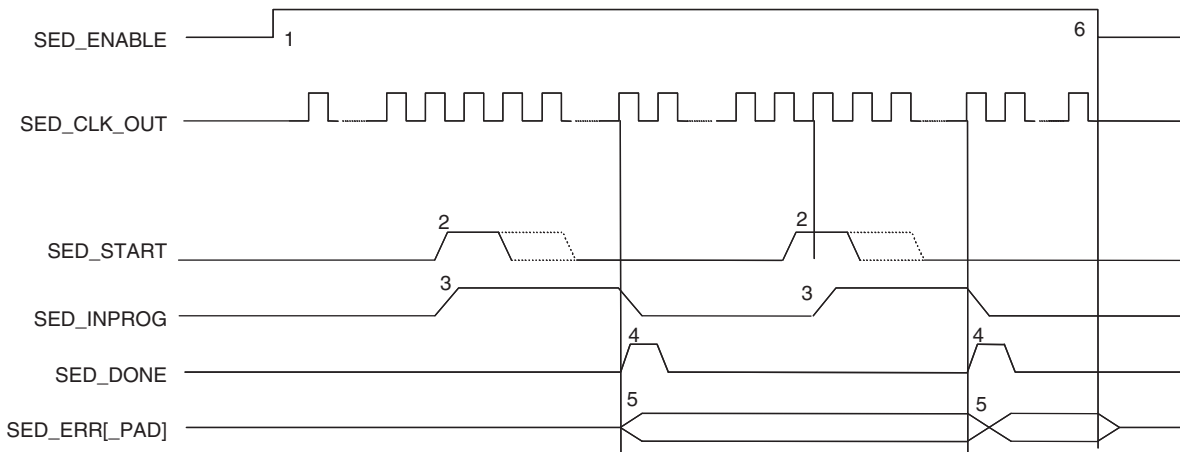 SED_ENABLE 1 6
SED_CLK_OUT
SED_START 2 2
SED_INPROG 3 3
SED_DONE 4 4
SED_ERR[_PAD] 5 5